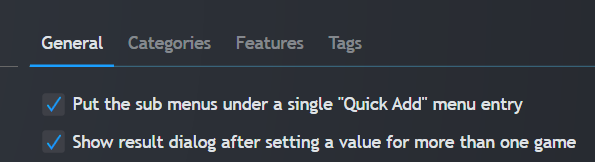 General Categories Features Tags
Put the sub menus under a single "Quick Add" menu entry
Show result dialog after setting a value for more than one game